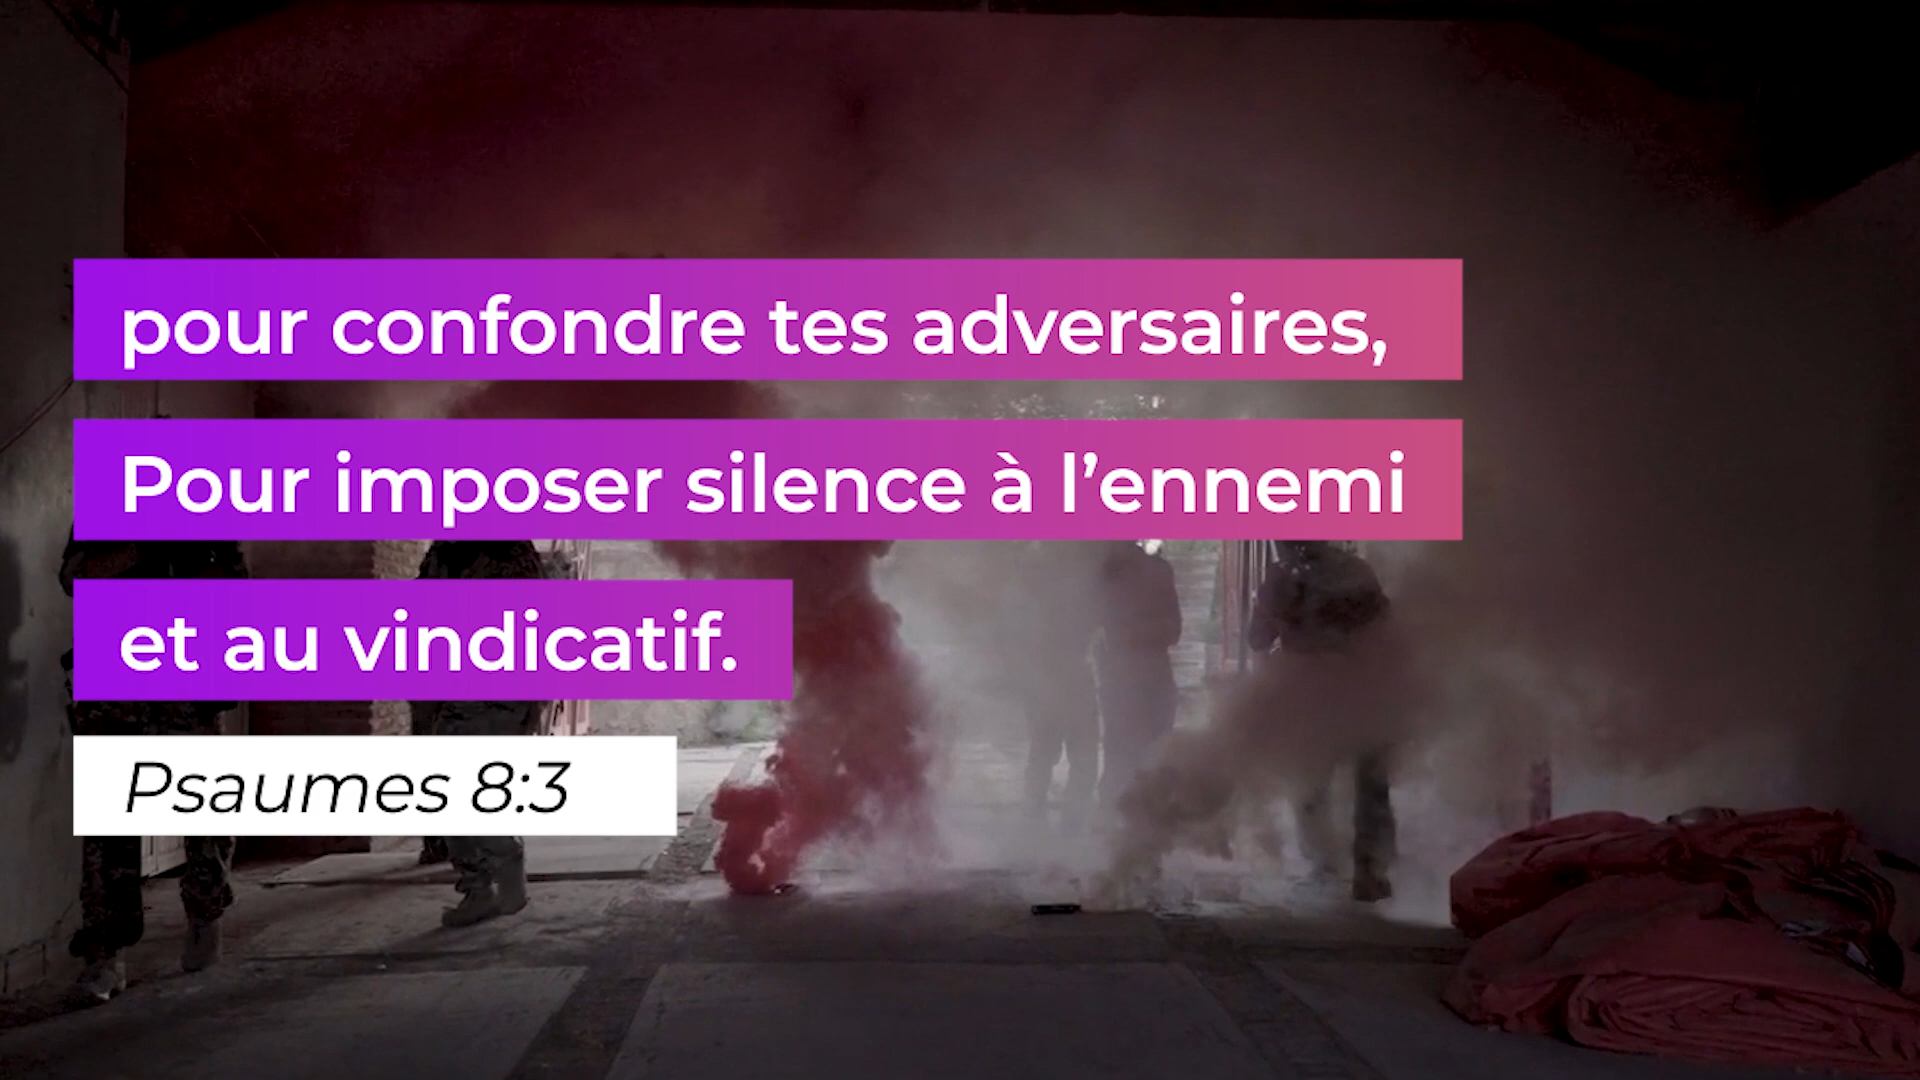 pour confondre tes adversaires,
Pour imposer silence à l’ennemi
et au vindicatif.
Psaumes 8:3